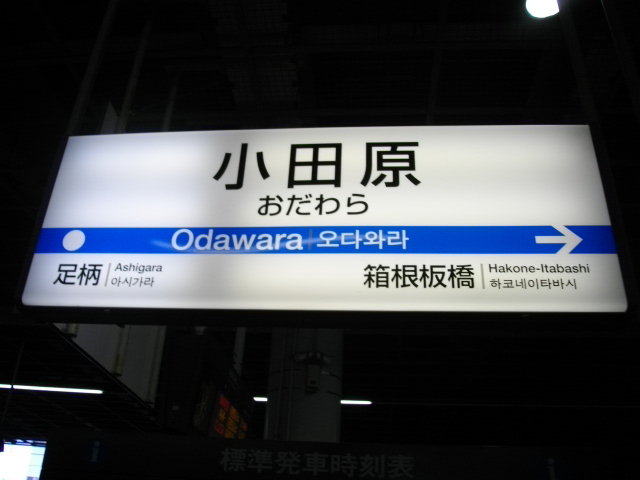 小田原
おだわら
Odawara 오다와라
足柄 Ashigara 아시가라
箱根板橋 Hakone-Itabashi 하코네이타바시
標準発車時刻表